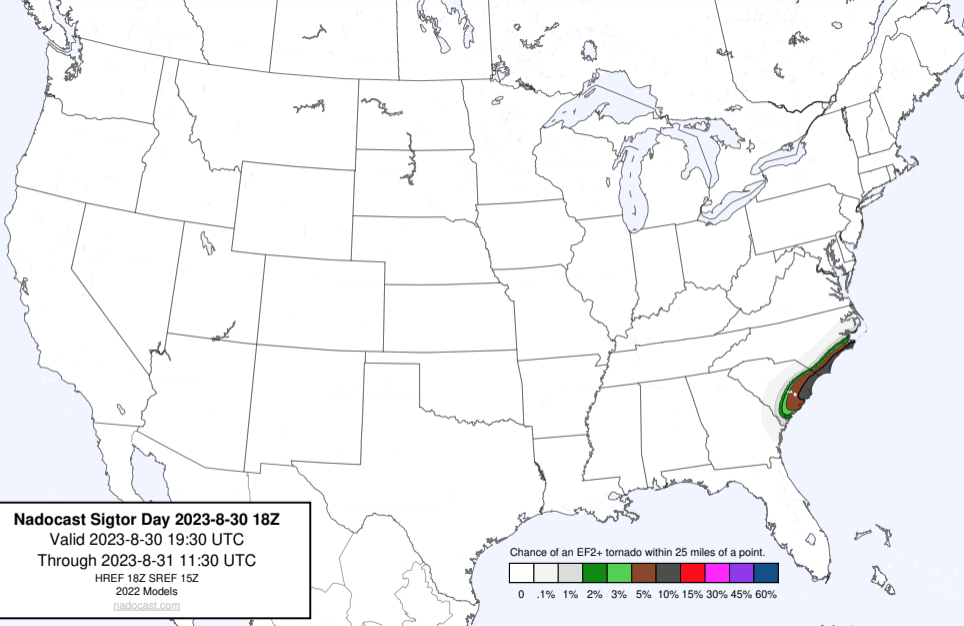 Nadocast Sigtor Day 2023-8-30 18Z
Valid 2023-8-30 19:30 UTC
Through 2023-8-31 11:30 UTC
HREF 18Z SREF 15Z
2022 Models
nadocast.com
Chance of an EF2+ tornado within 25 miles of a point.
0 .1% 1% 2% 3% 5% 10% 15% 30% 45% 60%